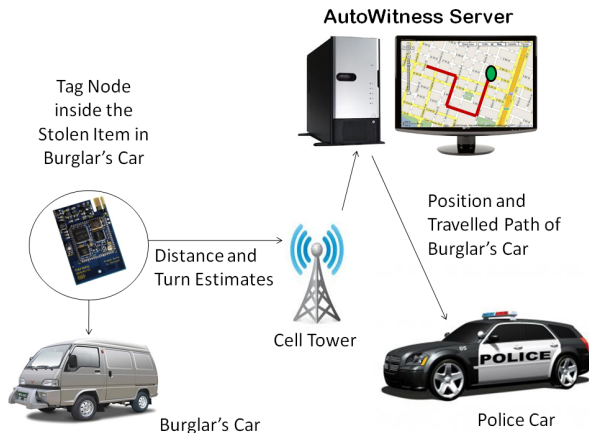 AutoWitness Server
Tag Node
inside the
Stolen Item in
Burglar's Car
Position and
Travelled Path of
Burglar's Car
Distance and
Turn Estimates
Cell Tower
POLICE
Burglar's Car
Police Car